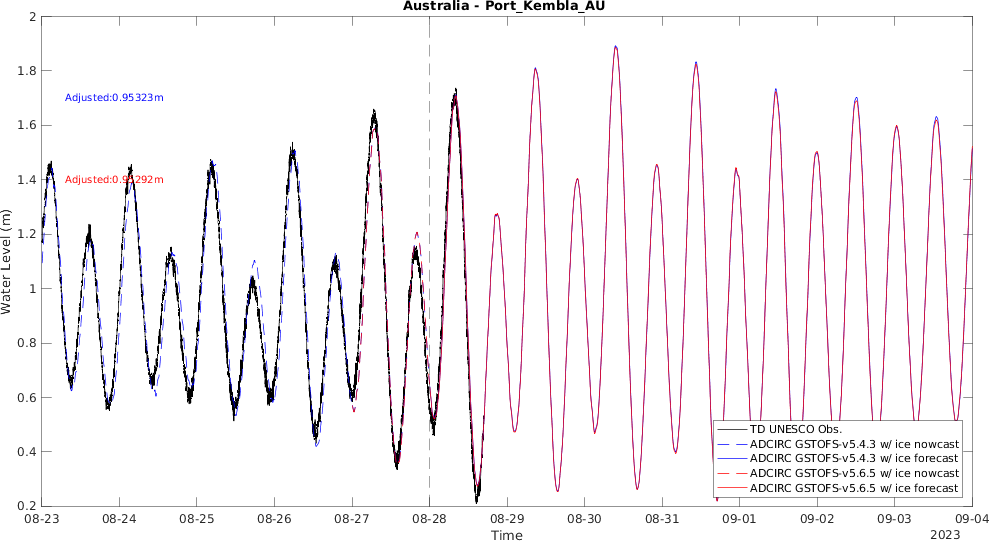 Australia - Port_Kembla_AU
Water Level (m)
2
1.8
1.6
1.4
1.2
1
0.8
0.6
0.4
0.2
Adjusted:0.95323m
Adjusted:0.95292m
TD UNESCO Obs.
ADCIRC GSTOFS-v5.4.3 w/ ice nowcast
ADCIRC GSTOFS-v5.4.3 w/ ice forecast
ADCIRC GSTOFS-v5.6.5 w/ ice nowcast
ADCIRC GSTOFS-v5.6.5 w/ ice forecast
08-23 08-24 08-25 08-26 08-27 08-28 08-29 08-30 08-31 09-01 09-02 09-03 09-04
Time
2023